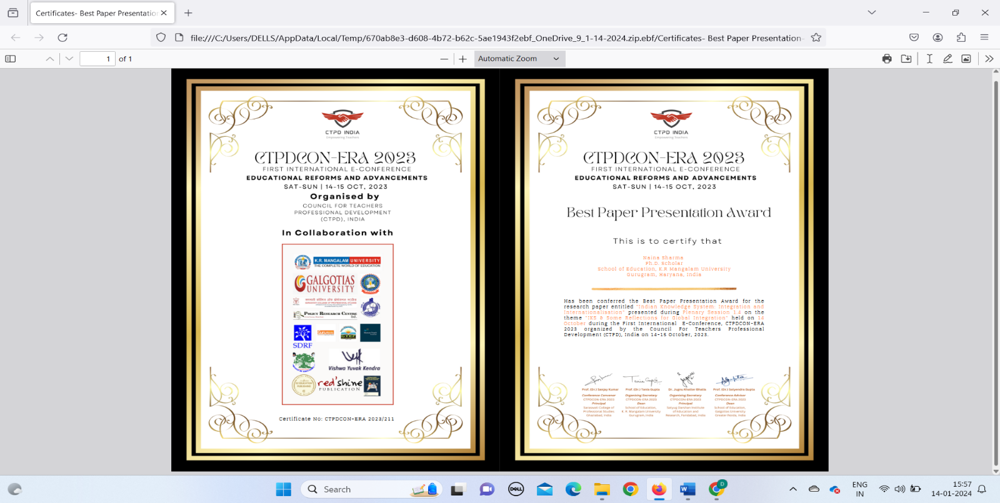 Certificates- Best Paper Presentatio
file:///C:/Users/DELLS/AppData/Local/Temp/670ab8e3-d608-4b72-b62c-5ae1943f2ebf_OneDrive_9_1-14-2024.zip.ebf/Certificates- Best Paper Presentation-
1 of 1
Automatic Zoom
CTPD INDIA
Empowering Teachers
CTPDCON-ERA 2023
FIRST INTERNATIONAL E-CONFERENCE
EDUCATIONAL REFORMS AND ADVANCEMENTS
SAT-SUN | 14-15 OCT, 2023
Organised by
COUNCIL FOR TEACHERS
PROFESSIONAL DEVELOPMENT
(CTPD), INDIA
In Collaboration with
K.R. MANGALAM UNIVERSITY
THE COMPLETE WORLD OF EDUCATION
GALGOTIAS
UNIVERSITY
POLICY RESEARCH CENTRE
SDRF
Vishwa Yuvak Kendra
red'shine
PUBLICATION
Certificate No: CTPDCON-ERA 2023/211
CTPD INDIA
Empowering Teachers
CTPDCON-ERA 2023
FIRST INTERNATIONAL E-CONFERENCE
EDUCATIONAL REFORMS AND ADVANCEMENTS
SAT-SUN | 14-15 OCT, 2023
Best Paper Presentation Award
This is to certify that
Naina Sharma
Ph.D. Scholar
School of Education, K.R Mangalam University
Gurugram, Haryana, India
Has been conferred the Best Paper Presentation Award for the
research paper entitled "Indian Knowledge System: Integration and
Internationalisation" presented during Plenary Session 1.4 on the
theme "IKS & Some Reflections for Global Integration" held on 14
October during the First International E-Conference, CTPDCON-ERA
2023 organized by the Council For Teachers Professional
Development (CTPD), India on 14-15 October, 2023.
Prof. (Dr.) Sanjay Kumar
Conference Convenor
CTPDCON-ERA 2023
Principal
Saraswati College of
Professional Studies
Ghaziabad, India
Prof. (Dr.) Tania Gupta
Organising Secretary
CTPDCON-ERA 2023
Dean
School of Education,
K. R. Mangalam University
Gurugram, India
Dr. Jugnu Khatter Bhatia
Organising Secretary
CTPDCON-ERA 2023
Principal
Satyug Darshan Institute
of Education and
Research, Faridabad, India
Prof. (Dr.) Satyendra Gupta
Conference Advisor
CTPDCON-ERA 2023
Dean
School of Education,
Galgotias University
Greater Noida, India
Search
DELL
D
ENG
IN
15:57
14-01-2024